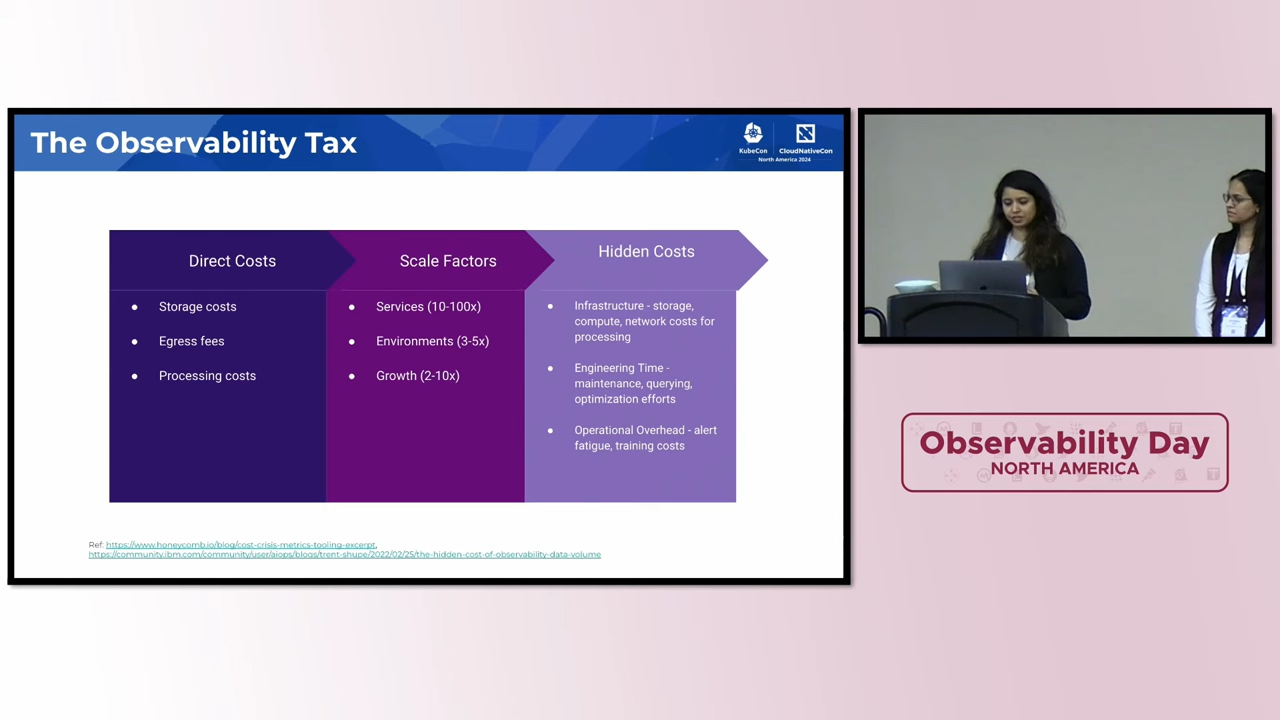 The Observability Tax
KubeCon
CloudNativeCon
North America 2024
Direct Costs
● Storage costs
● Egress fees
● Processing costs
Scale Factors
● Services (10-100x)
● Environments (3-5x)
● Growth (2-10x)
Hidden Costs
● Infrastructure - storage,
compute, network costs for
processing
● Engineering Time -
maintenance, querying,
optimization efforts
● Operational Overhead - alert
fatigue, training costs
Ref: https://www.honeycomb.io/blog/cost-crisis-metrics-tooling-excerpt,
https://community.ibm.com/community/user/aiops/blogs/trent-shupe/2022/02/25/the-hidden-cost-of-observability-data-volume
Observability Day
NORTH AMERICA